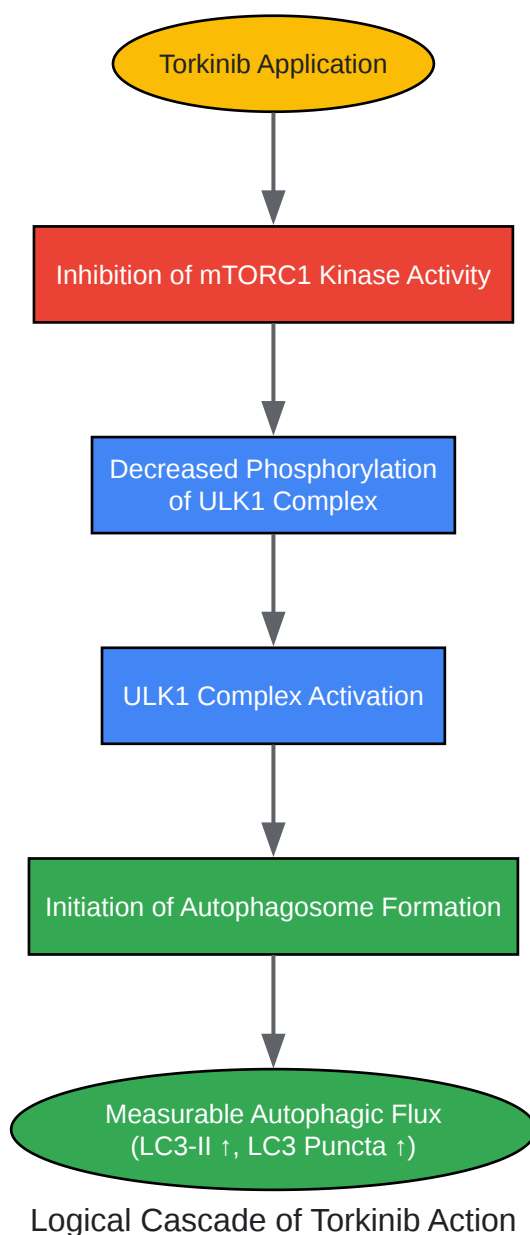 Torkinib Application
Inhibition of mTORC1 Kinase Activity
Decreased Phosphorylation
of ULK1 Complex
ULK1 Complex Activation
Initiation of Autophagosome Formation
Measurable Autophagic Flux
(LC3-II ↑, LC3 Puncta ↑)
Logical Cascade of Torkinib Action